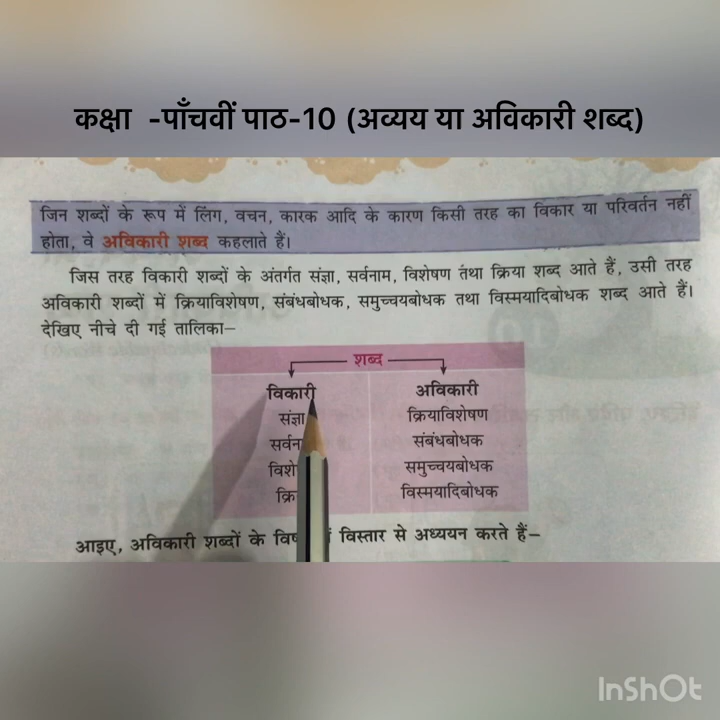 कक्षा -पाँचवीं पाठ-10 (अव्यय या अविकारी शब्द)
जिन शब्दों के रूप में लिंग, वचन, कारक आदि के कारण किसी तरह का विकार या परिवर्तन नहीं
होता, वे अविकारी शब्द कहलाते हैं।
जिस तरह विकारी शब्दों के अंतर्गत संज्ञा, सर्वनाम, विशेषण तथा क्रिया शब्द आते हैं, उसी तरह
अविकारी शब्दों में क्रियाविशेषण, संबंधबोधक, समुच्चयबोधक तथा विस्मयादिबोधक शब्द आते हैं।
देखिए नीचे दी गई तालिका—
शब्द
विकारी अविकारी
संज्ञा क्रियाविशेषण
संबंधबोधक
समुच्चयबोधक
विस्मयादिबोधक
आइए, अविकारी शब्दों के विस्तार से अध्ययन करते हैं—
InShOt